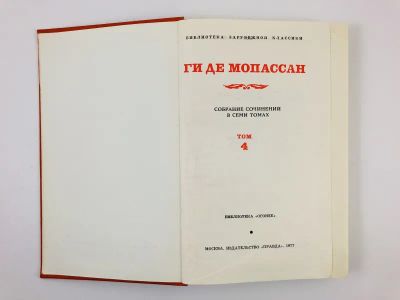 БИБЛИОТЕКА ЗАРУБЕЖНОЙ КЛАССИКИ
ГИ ДЕ МОПАССАН
СОБРАНИЕ СОЧИНЕНИЙ
В СЕМИ ТОМАХ
ТОМ
4
БИБЛИОТЕКА «ОГОНЕК»
МОСКВА. ИЗДАТЕЛЬСТВО «ПРАВДА». 1977